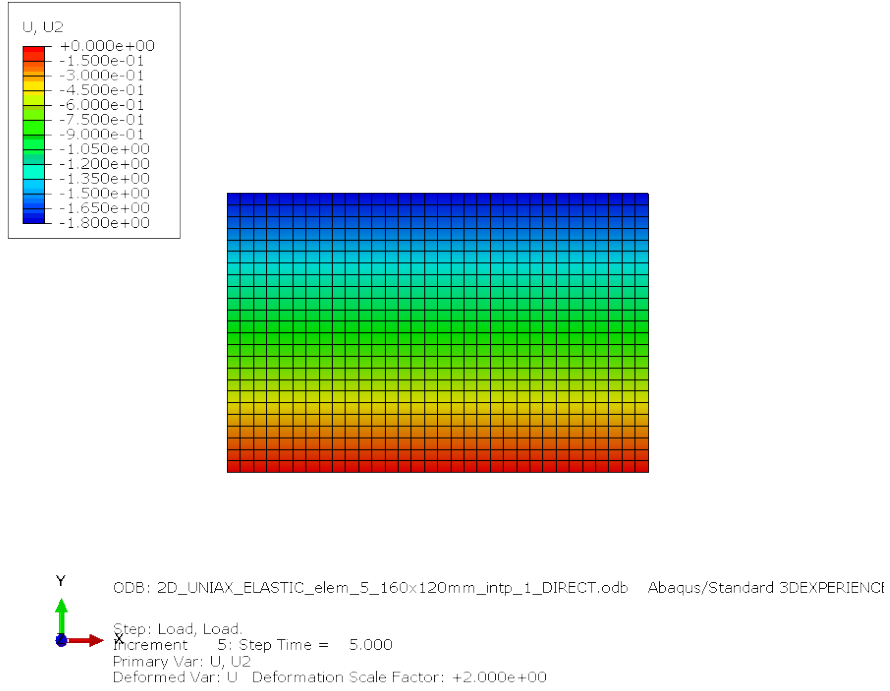 U, U2
+0.000e+00
-1.500e-01
-3.000e-01
-4.500e-01
-6.000e-01
-7.500e-01
-9.000e-01
-1.050e+00
-1.200e+00
-1.350e+00
-1.500e+00
-1.650e+00
-1.800e+00
Y
X
ODB: 2D_UNIAX_ELASTIC_elem_5_160x120mm_intp_1_DIRECT.odb Abaqus/Standard 3DEXPERIENCE
Step: Load, Load.
Increment 5: Step Time = 5.000
Primary Var: U, U2
Deformed Var: U Deformation Scale Factor: +2.000e+00